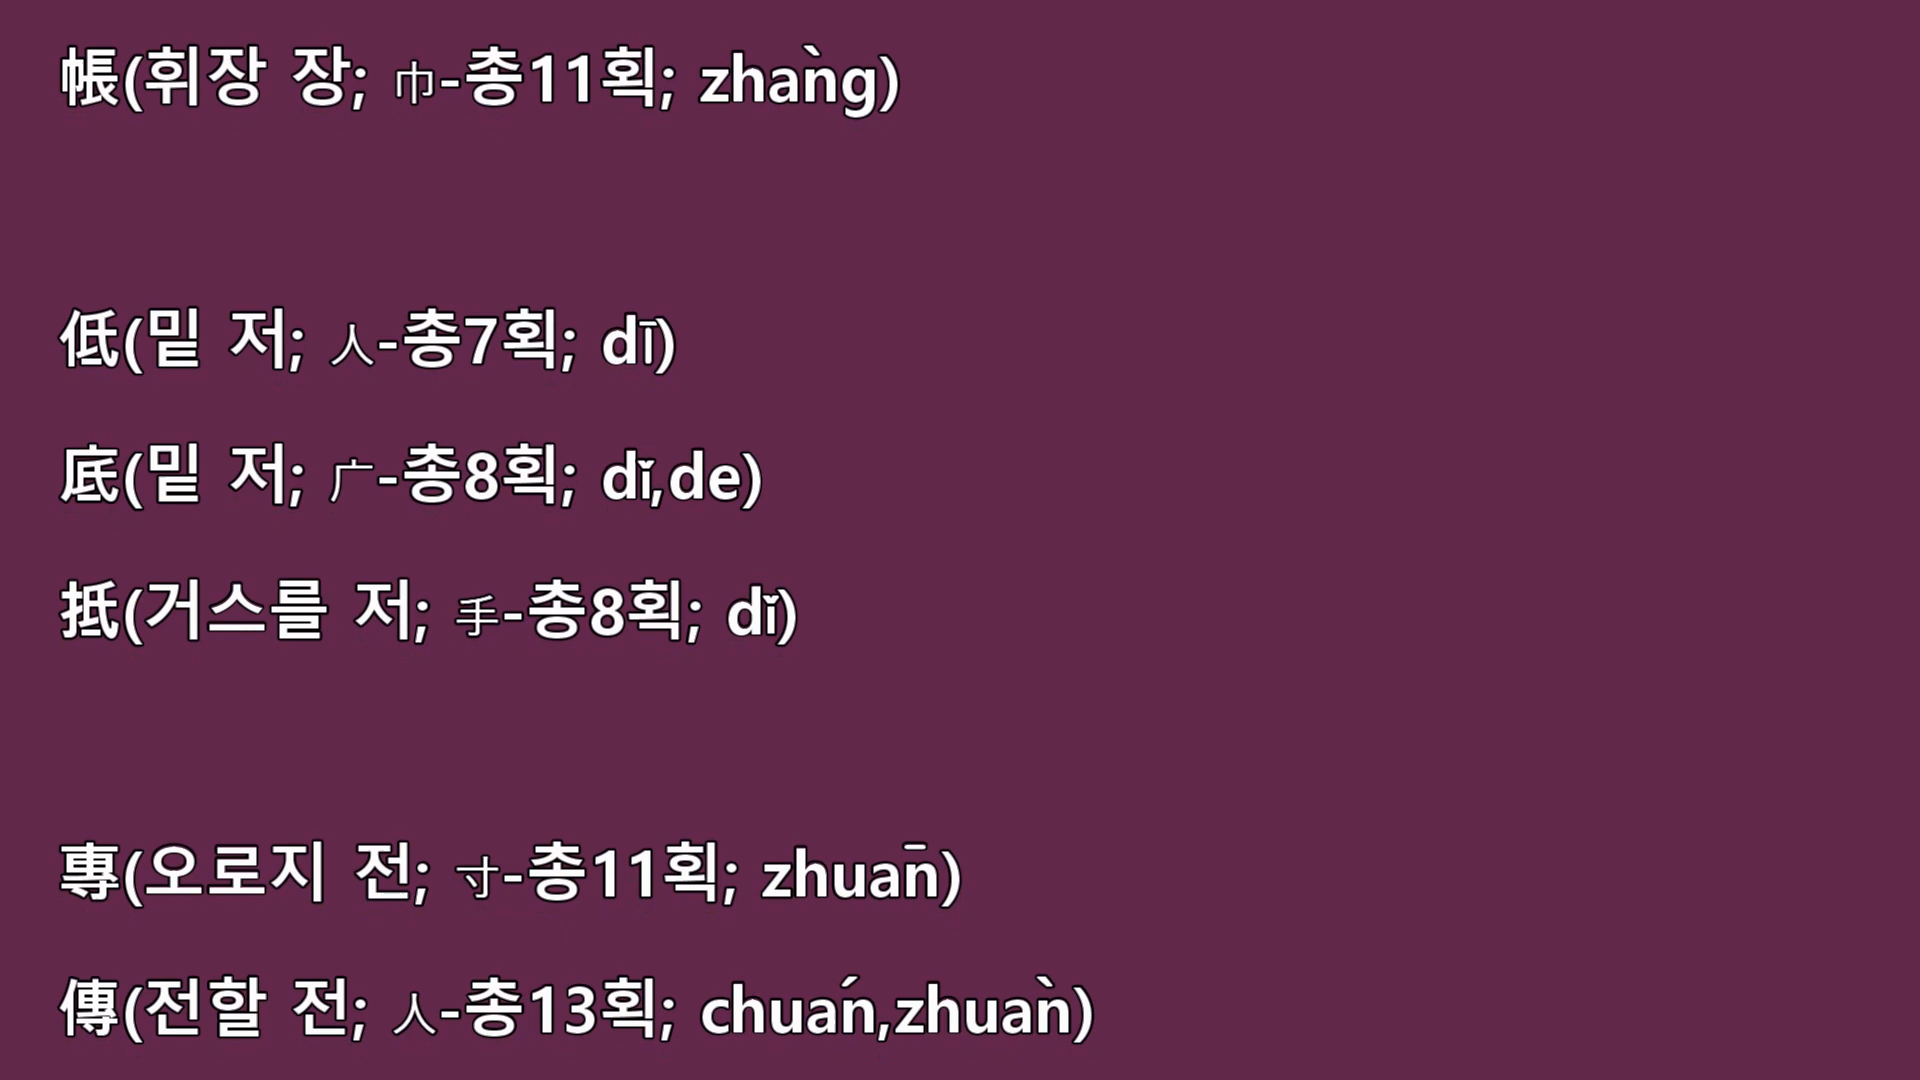 帳(휘장 장; 巾-총11획; zhàng)
低(밑 저; 人-총7획; dī)
底(밑 저; 广-총8획; dǐ,de)
抵(거스를 저; 手-총8획; dǐ)
專(오로지 전; 寸-총11획; zhuān)
傳(전할 전; 人-총13획; chuán,zhuàn)